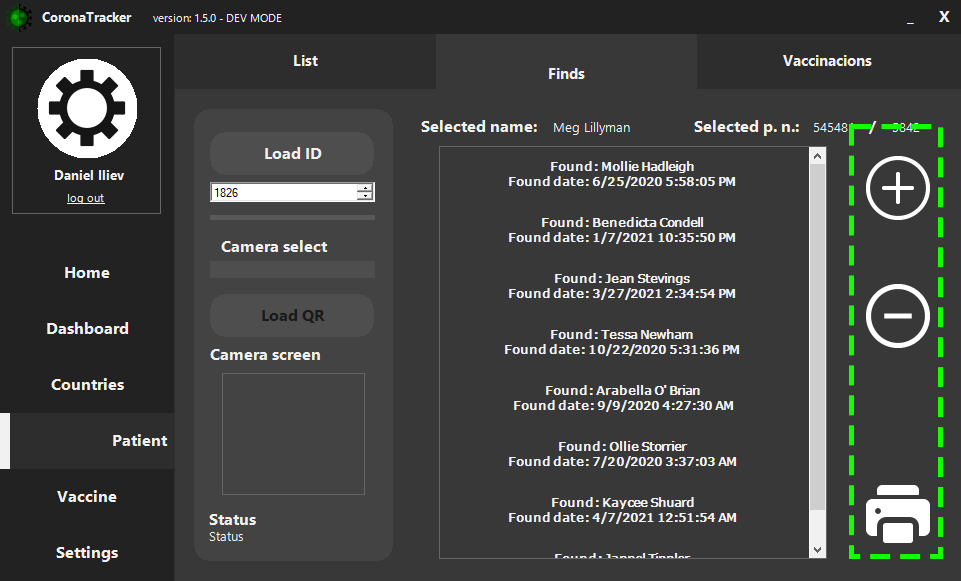 CoronaTracker version: 1.5.0 - DEV MODE _ X
Daniel Iliev
log out
Home
Dashboard
Countries
Patient
Vaccine
Settings
List Finds Vaccinacions
Load ID
1826
Camera select
Load QR
Camera screen
Status
Status
Selected name: Meg Lillyman Selected p. n.: /
Found: Mollie Hadleigh
Found date: 6/25/2020 5:58:05 PM
Found: Benedicta Condell
Found date: 1/7/2021 10:35:50 PM
Found: Jean Stevings
Found date: 3/27/2021 2:34:54 PM
Found: Tessa Newham
Found date: 10/22/2020 5:31:36 PM
Found: Arabella O' Brian
Found date: 9/9/2020 4:27:30 AM
Found: Ollie Storrier
Found date: 7/20/2020 3:37:03 AM
Found: Kaycee Shuard
Found date: 4/7/2021 12:51:54 AM